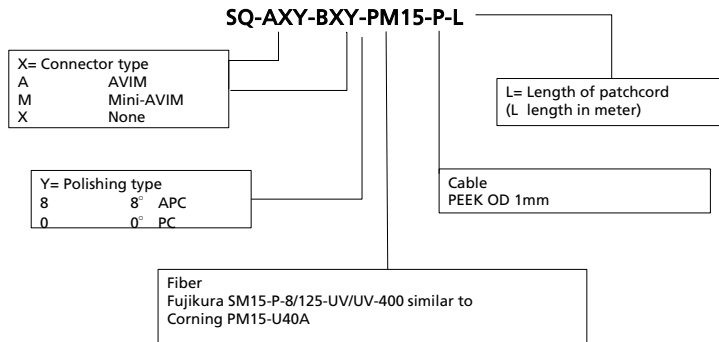 SQ-AXY-BXY-PM15-P-L
X= Connector type
A AVIM
M Mini-AVIM
X None
L= Length of patchcord
(L length in meter)
Y= Polishing type
8 8° APC
0 0° PC
Cable
PEEK OD 1mm
Fiber
Fujikura SM15-P-8/125-UV/UV-400 similar to
Corning PM15-U40A